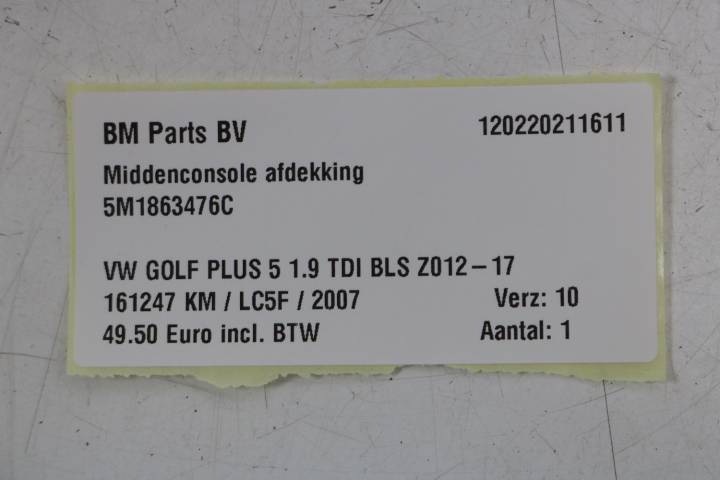 BM Parts BV 120220211611
Middenconsole afdekking
5M1863476C
VW GOLF PLUS 5 1.9 TDI BLS Z012-17
161247 KM / LC5F / 2007 Verz: 10
49.50 Euro incl. BTW Aantal: 1